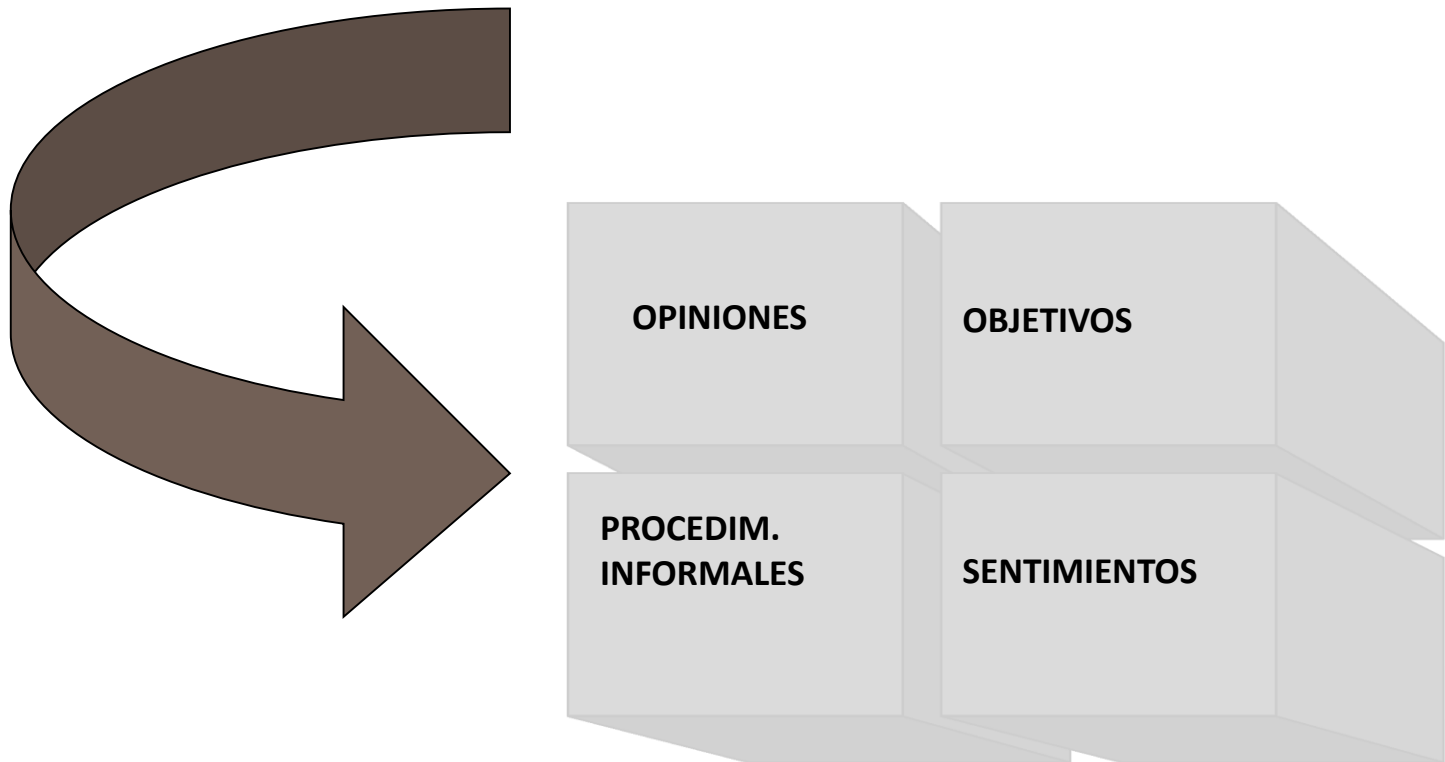 OPINIONES
OBJETIVOS
PROCEDIM.
INFORMALES
SENTIMIENTOS